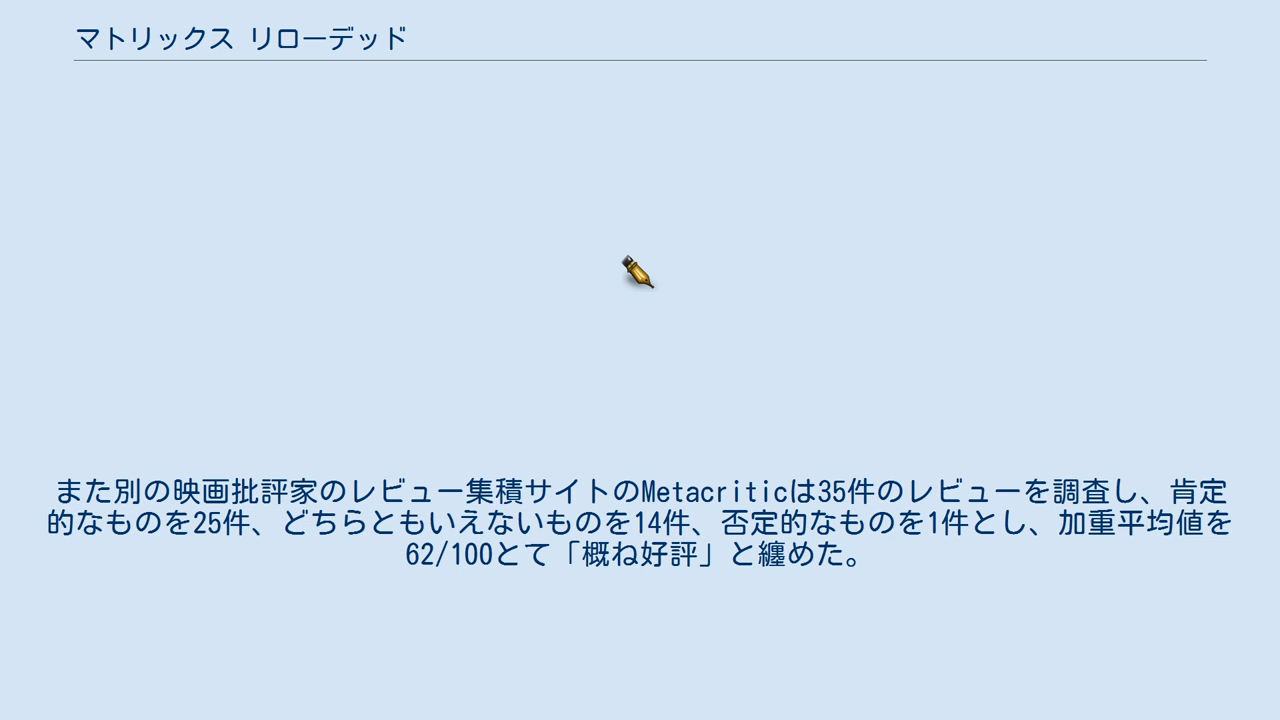 マトリックス リローデッド
また別の映画批評家のレビュー集積サイトのMetacriticは35件のレビューを調査し、肯定
的なものを25件、どちらともいえないものを14件、否定的なものを1件とし、加重平均値を
62/100とて「概ね好評」と纏めた。